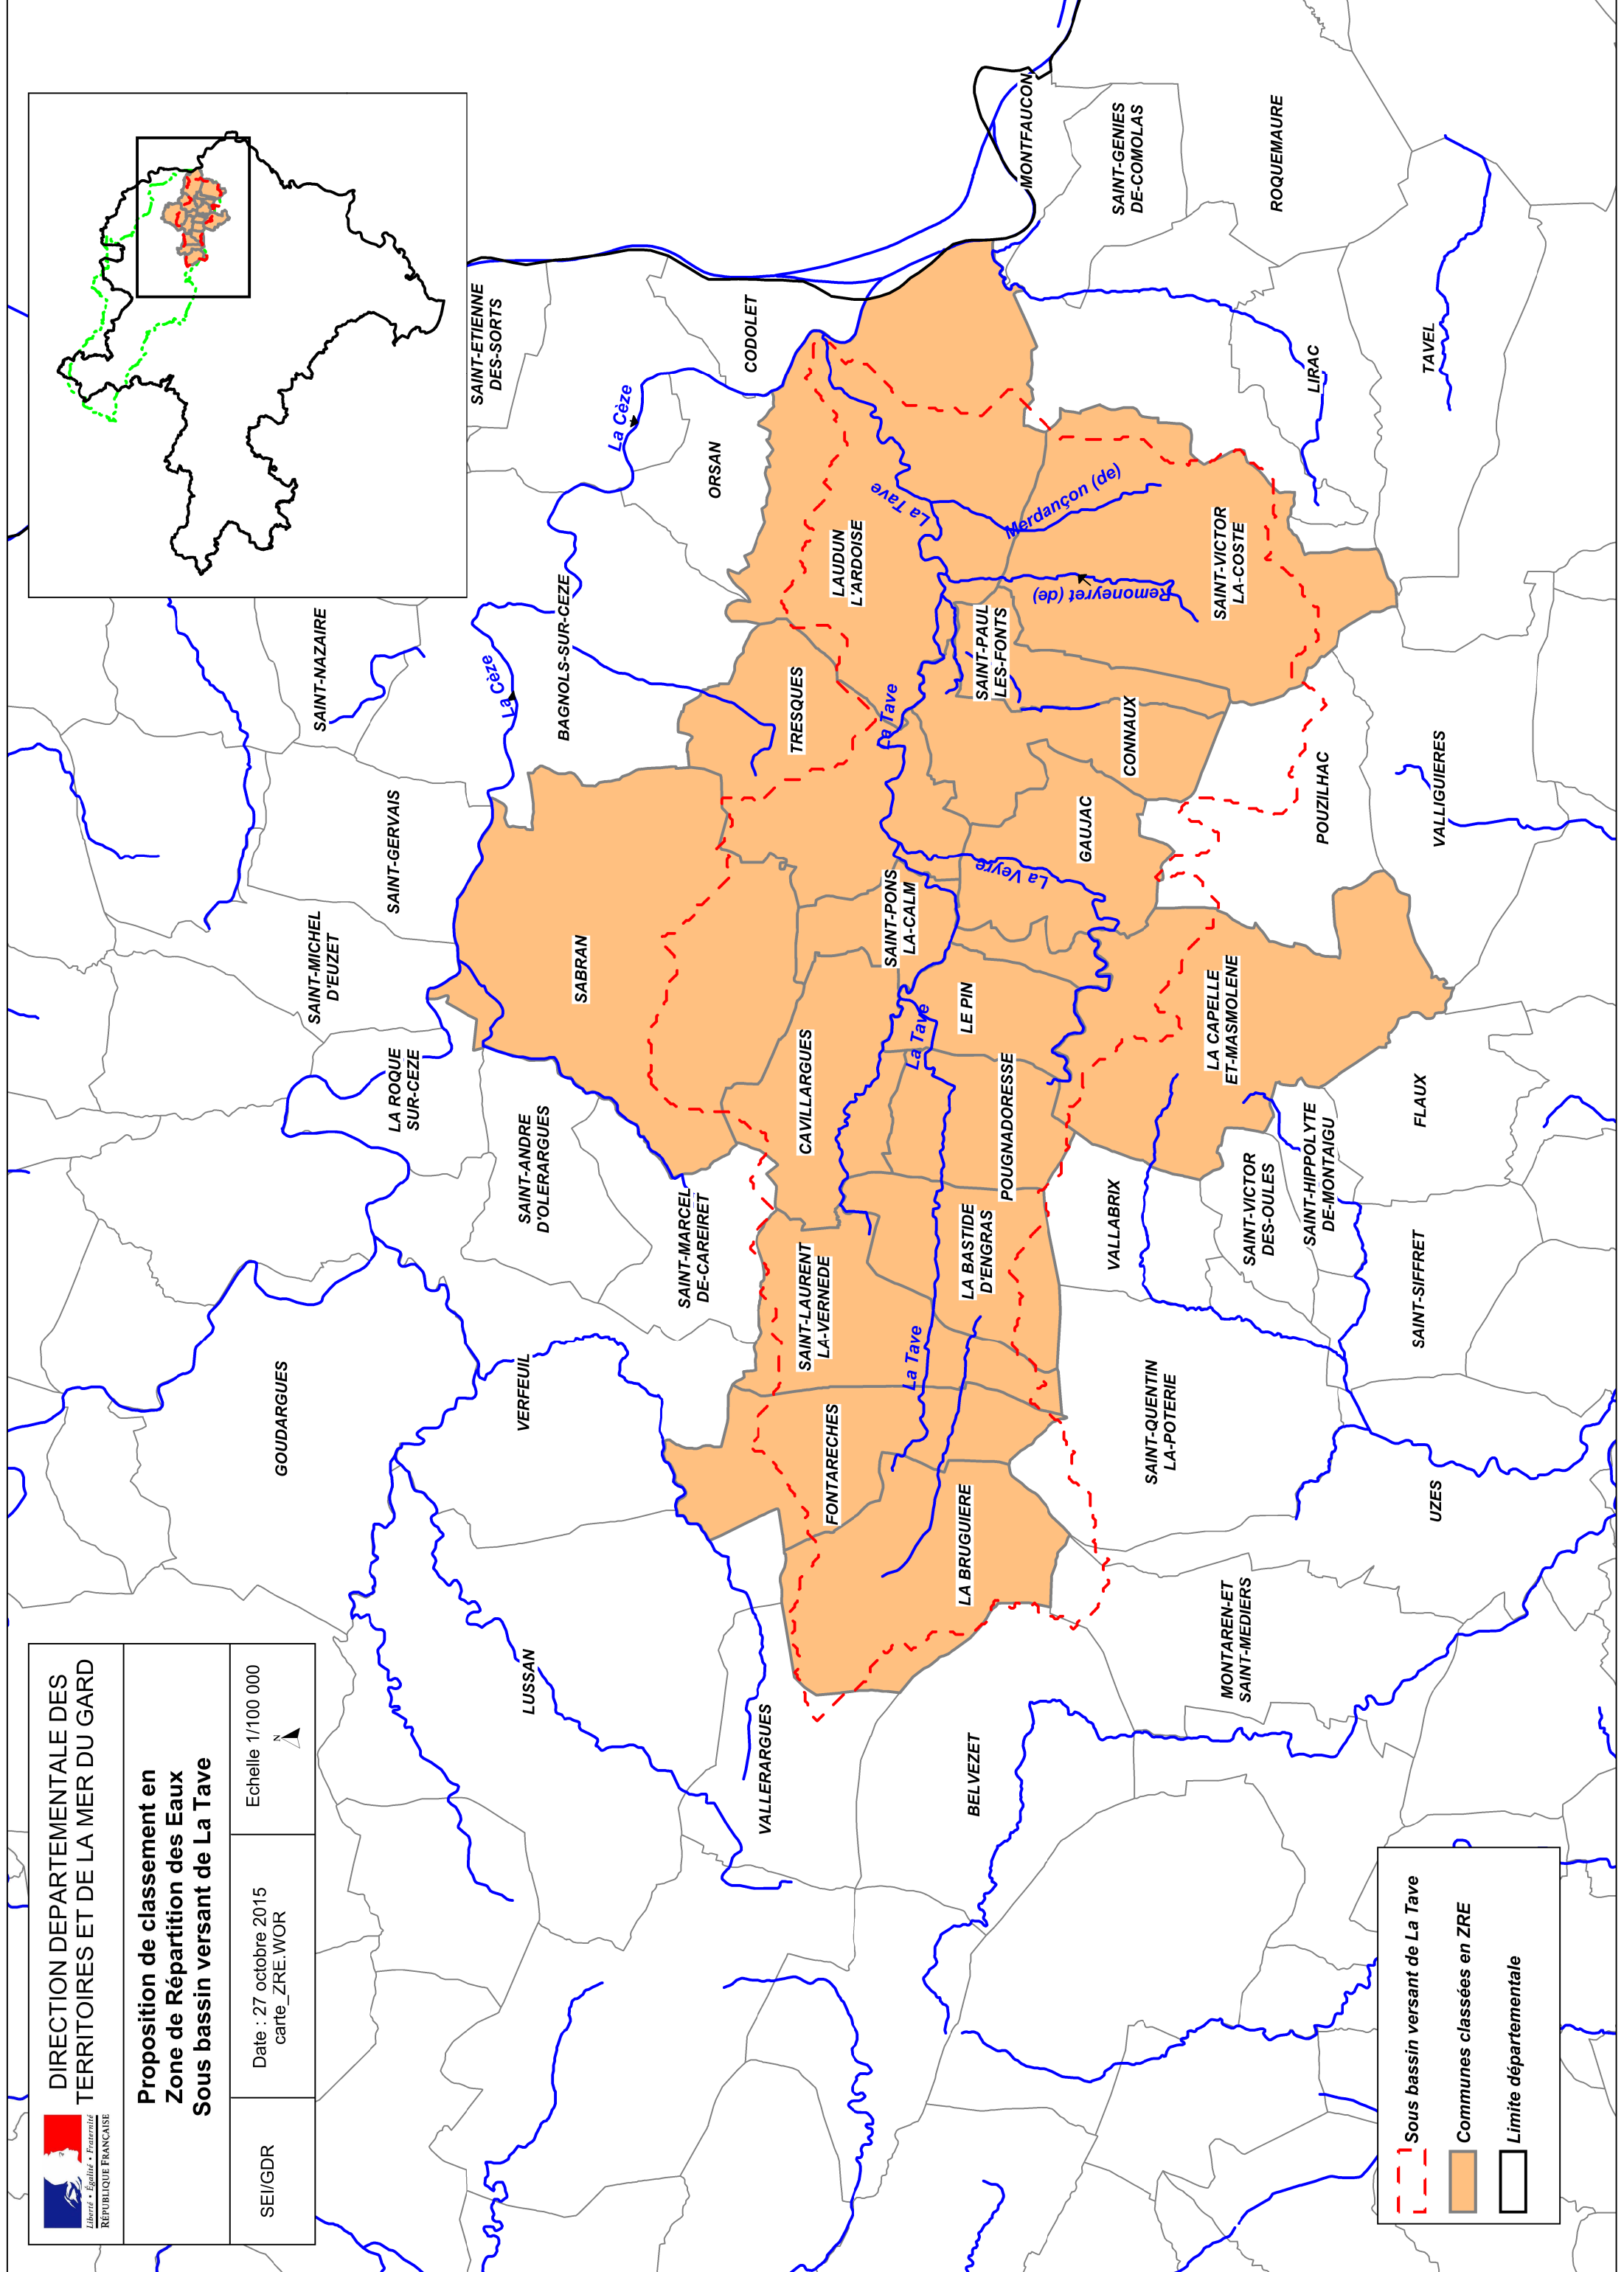 DIRECTION DEPARTEMENTALE DES
TERRITOIRES ET DE LA MER DU GARD
Liberté • Égalité • Fraternité
RÉPUBLIQUE FRANÇAISE
Proposition de classement en
Zone de Répartition des Eaux
Sous bassin versant de La Tave
SEI/GDR
Date : 27 octobre 2015
carte_ZRE.WOR
Echelle 1/100 000
N
SAINT-ETIENNE
DES-SORTS
SAINT-NAZAIRE
SAINT-GERVAIS
SAINT-MICHEL
D'EUZET
LA ROQUE
SUR-CEZE
GOUDARGUES
La Cèze
La Cèze
BAGNOLS-SUR-CEZE
SABRAN
SAINT-ANDRE
D'OLERARGUES
VERFEUIL
LUSSAN
CODOLET
ORSAN
SAINT-MARCEL
DE-CAREIRET
VALLERARGUES
LAUDUN
L'ARDOISE
TRESQUES
CAVILLARGUES
SAINT-LAURENT
LA-VERNEDE
FONTARECHES
La Tave
La Tave
SAINT-PONS
LA-CALM
La Tave
La Tave
MONTFAUCON
SAINT-PAUL
LES-FONTS
LE PIN
POUGNADORESSE
LA BASTIDE
D'ENGRAS
LA BRUGUIERE
BELVEZET
SAINT-GENIES
DE-COMOLAS
Merdançon (de)
Remoneyret (de)
CONNAUX
GAUJAC
La Veyre
VALLABRIX
SAINT-QUENTIN
LA-POTERIE
ROQUEMAURE
LIRAC
SAINT-VICTOR
LA-COSTE
LA CAPELLE
ET-MASMOLENE
SAINT-VICTOR
DES-OULES
MONTAREN-ET
SAINT-MEDIERS
POUZILHAC
SAINT-HIPPOLYTE
DE-MONTAIGU
TAVEL
VALLIGUIERES
FLAUX
SAINT-SIFFRET
UZES
Sous bassin versant de La Tave
Communes classées en ZRE
Limite départementale